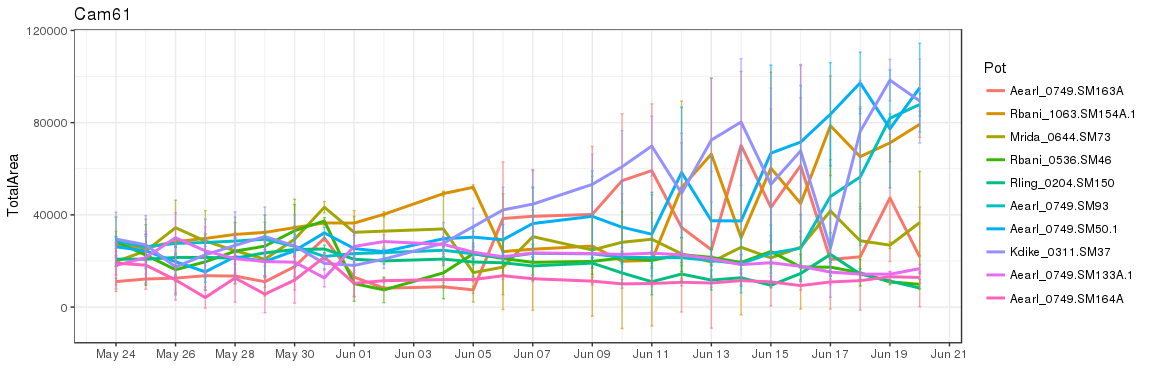 Cam61
120000
80000
40000
0
TotalArea
May 24 May 26 May 28 May 30 Jun 01 Jun 03 Jun 05 Jun 07 Jun 09 Jun 11 Jun 13 Jun 15 Jun 17 Jun 19 Jun 21
Pot
Aearl_0749.SM163A
Rbani_1063.SM154A.1
Mrida_0644.SM73
Rbani_0536.SM46
Rling_0204.SM150
Aearl_0749.SM93
Aearl_0749.SM50.1
Kdike_0311.SM37
Aearl_0749.SM133A.1
Aearl_0749.SM164A